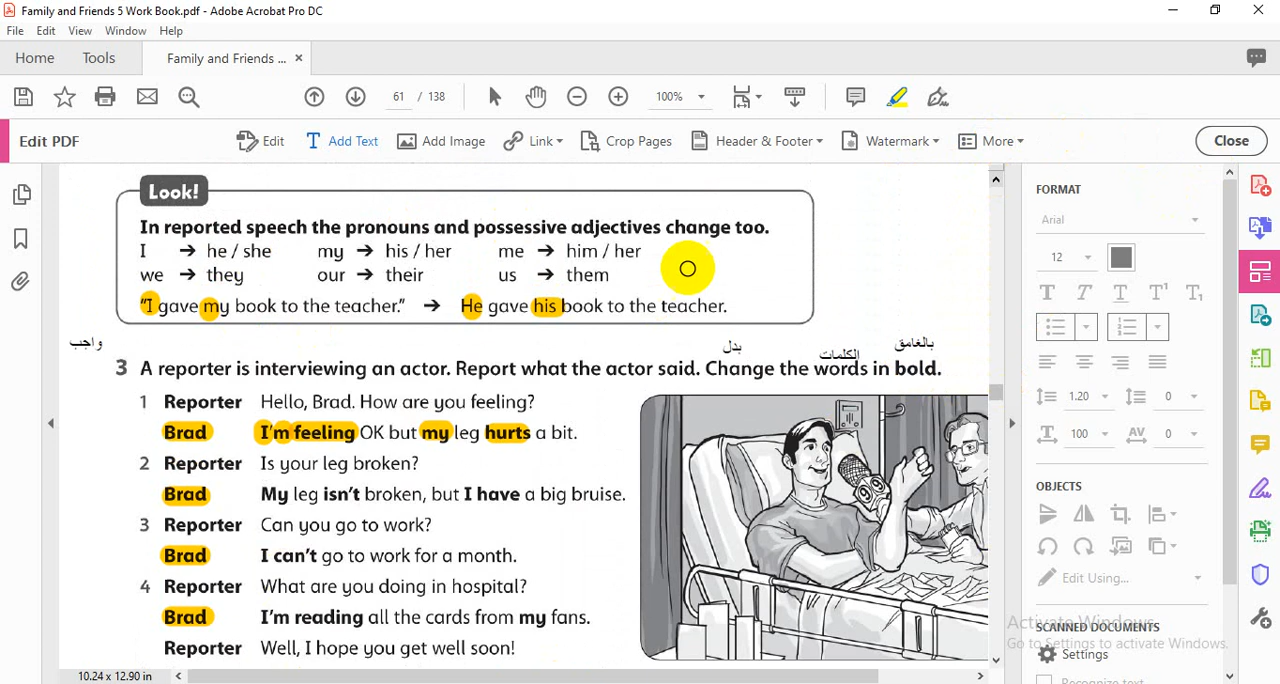 Family and Friends 5 Work Book.pdf - Adobe Acrobat Pro DC
File Edit View Window Help
Home Tools Family and Friends ... ×
61 / 138 100%
Edit PDF Edit Add Text Add Image Link Crop Pages Header & Footer Watermark More Close
Look!
In reported speech the pronouns and possessive adjectives change too.
I → he / she my → his / her me → him / her
we → they our → their us → them
"I gave my book to the teacher." → He gave his book to the teacher.
واجب بدل الكلمات بالغامق
3 A reporter is interviewing an actor. Report what the actor said. Change the words in bold.
1 Reporter Hello, Brad. How are you feeling?
Brad I'm feeling OK but my leg hurts a bit.
2 Reporter Is your leg broken?
Brad My leg isn't broken, but I have a big bruise.
3 Reporter Can you go to work?
Brad I can't go to work for a month.
4 Reporter What are you doing in hospital?
Brad I'm reading all the cards from my fans.
Reporter Well, I hope you get well soon!
10.24 x 12.90 in
FORMAT
Arial
12
1.20 0
100 0
OBJECTS
Edit Using...
SCANNED DOCUMENTS
Settings
Recognize text
Activate Windows
Go to Settings to activate Windows.